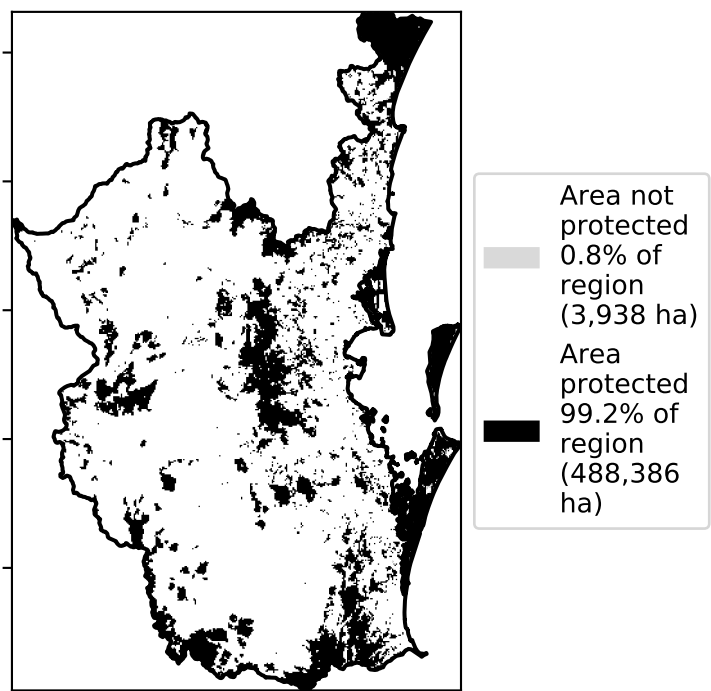 Area not
protected
0.8% of
region
(3,938 ha)
Area
protected
99.2% of
region
(488,386
ha)